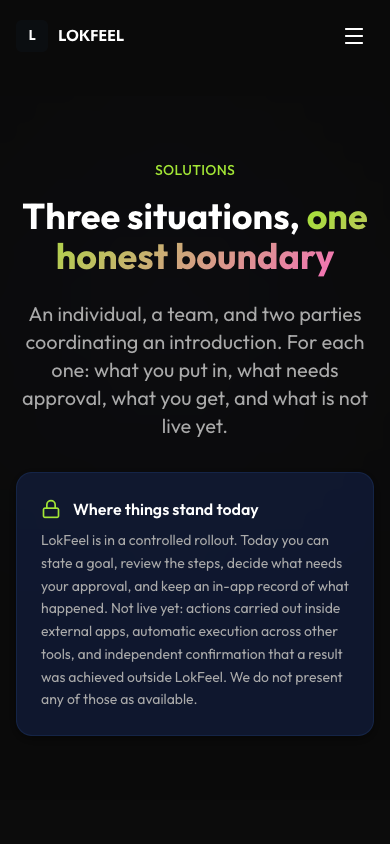 L
LOKFEEL
SOLUTIONS
Three situations, one
honest boundary
An individual, a team, and two parties
coordinating an introduction. For each
one: what you put in, what needs
approval, what you get, and what is not
live yet.
Where things stand today
LokFeel is in a controlled rollout. Today you can
state a goal, review the steps, decide what needs
your approval, and keep an in-app record of what
happened. Not live yet: actions carried out inside
external apps, automatic execution across other
tools, and independent confirmation that a result
was achieved outside LokFeel. We do not present
any of those as available.